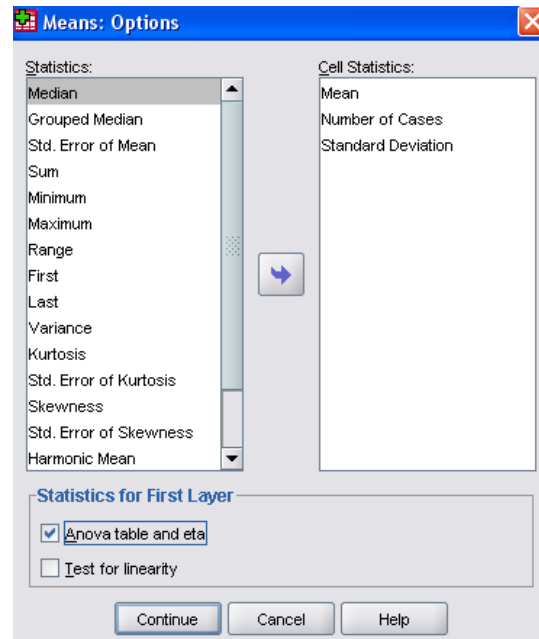 Means: Options
Statistics:
Median
Grouped Median
Std. Error of Mean
Sum
Minimum
Maximum
Range
First
Last
Variance
Kurtosis
Std. Error of Kurtosis
Skewness
Std. Error of Skewness
Harmonic Mean
Cell Statistics:
Mean
Number of Cases
Standard Deviation
Statistics for First Layer
Anova table and eta
Test for linearity
Continue
Cancel
Help